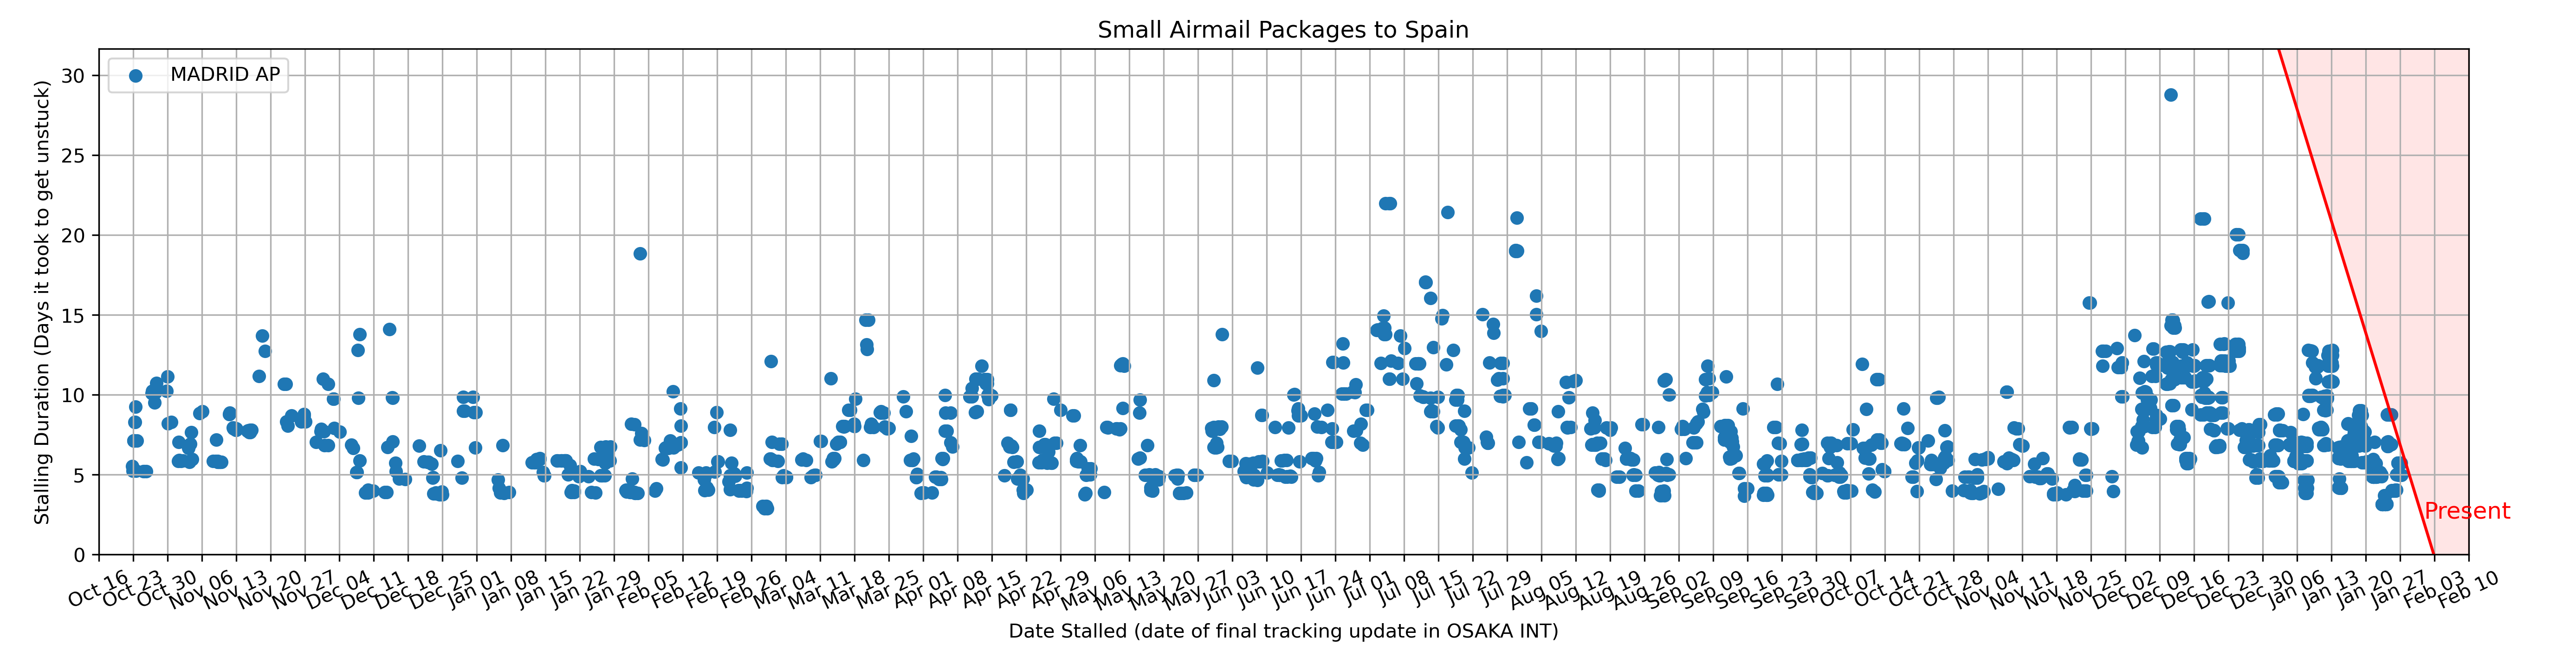 Small Airmail Packages to Spain
MADRID AP
Stalling Duration (Days it took to get unstuck)
30
25
20
15
10
5
0
Present
Oct 16 Oct 23 Oct 30 Nov 06 Nov 13 Nov 20 Nov 27 Dec 04 Dec 11 Dec 18 Dec 25 Jan 01 Jan 08 Jan 15 Jan 22 Jan 29 Feb 05 Feb 12 Feb 19 Feb 26 Mar 04 Mar 11 Mar 18 Mar 25 Apr 01 Apr 08 Apr 15 Apr 22 Apr 29 May 06 May 13 May 20 May 27 Jun 03 Jun 10 Jun 17 Jun 24 Jul 01 Jul 08 Jul 15 Jul 22 Jul 29 Aug 05 Aug 12 Aug 19 Aug 26 Sep 02 Sep 09 Sep 16 Sep 23 Sep 30 Oct 07 Oct 14 Oct 21 Oct 28 Nov 04 Nov 11 Nov 18 Nov 25 Dec 02 Dec 09 Dec 16 Dec 23 Dec 30 Jan 06 Jan 13 Jan 20 Jan 27 Feb 03 Feb 10
Date Stalled (date of final tracking update in OSAKA INT)